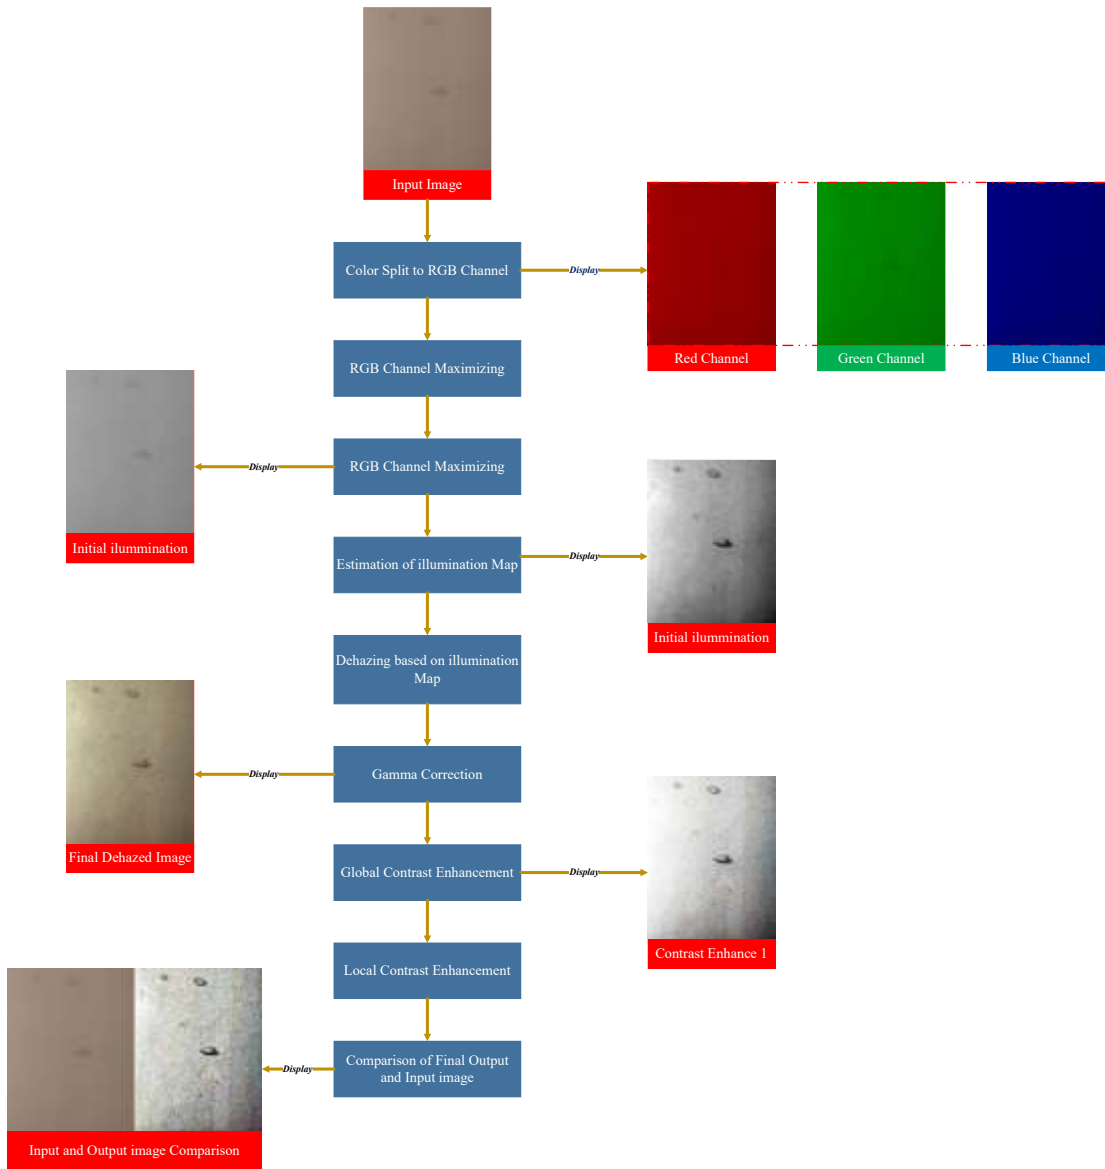 Input Image
Color Split to RGB Channel
Display
Red Channel
Green Channel
Blue Channel
RGB Channel Maximizing
RGB Channel Maximizing
Display
Initial ilummination
Estimation of illumination Map
Display
Initial ilummination
Dehazing based on illumination
Map
Gamma Correction
Display
Final Dehazed Image
Global Contrast Enhancement
Display
Contrast Enhance 1
Local Contrast Enhancement
Comparison of Final Output
and Input image
Display
Input and Output image Comparison